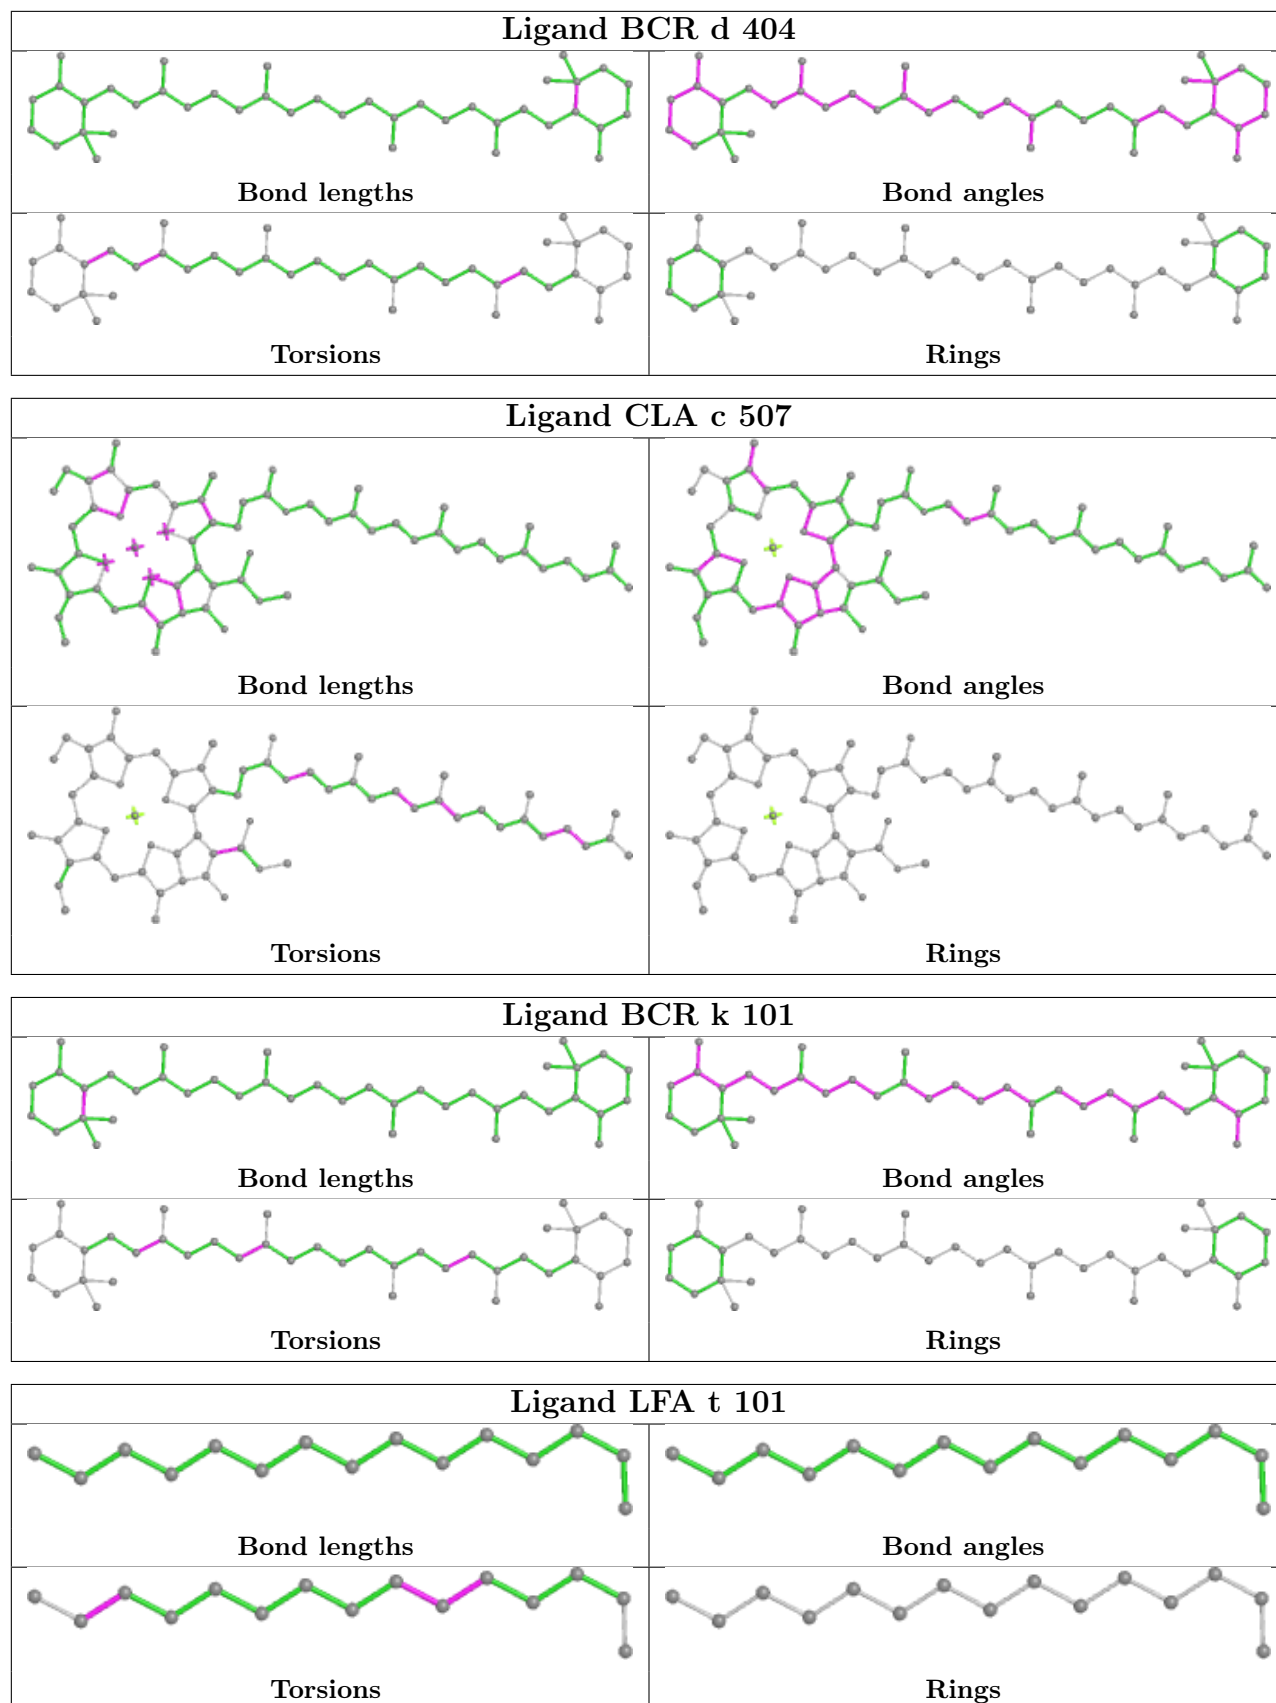 Ligand BCR d 404
Bond lengths
Bond angles
Torsions
Rings
Ligand CLA c 507
Bond lengths
Bond angles
Torsions
Rings
Ligand BCR k 101
Bond lengths
Bond angles
Torsions
Rings
Ligand LFA t 101
Bond lengths
Bond angles
Torsions
Rings